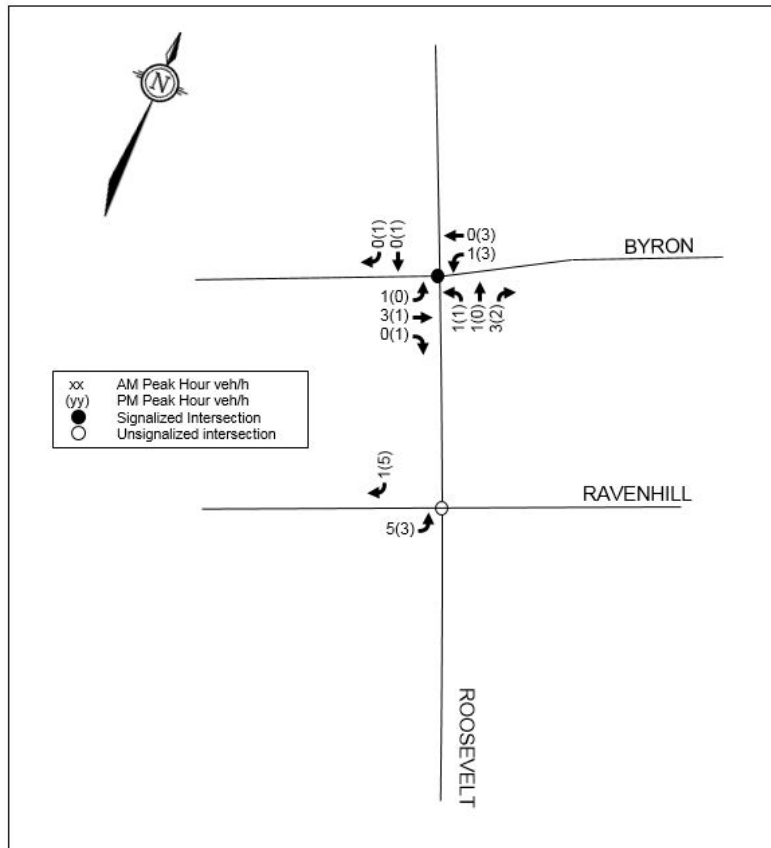 N
0(1)
0(1)
0(3)
1(3)
BYRON
1(0)
3(1)
0(1)
1(1)
1(0)
3(2)
xx AM Peak Hour veh/h
(yy) PM Peak Hour veh/h
Signalized Intersection
Unsignalized intersection
1(5)
RAVENHILL
5(3)
ROOSEVELT